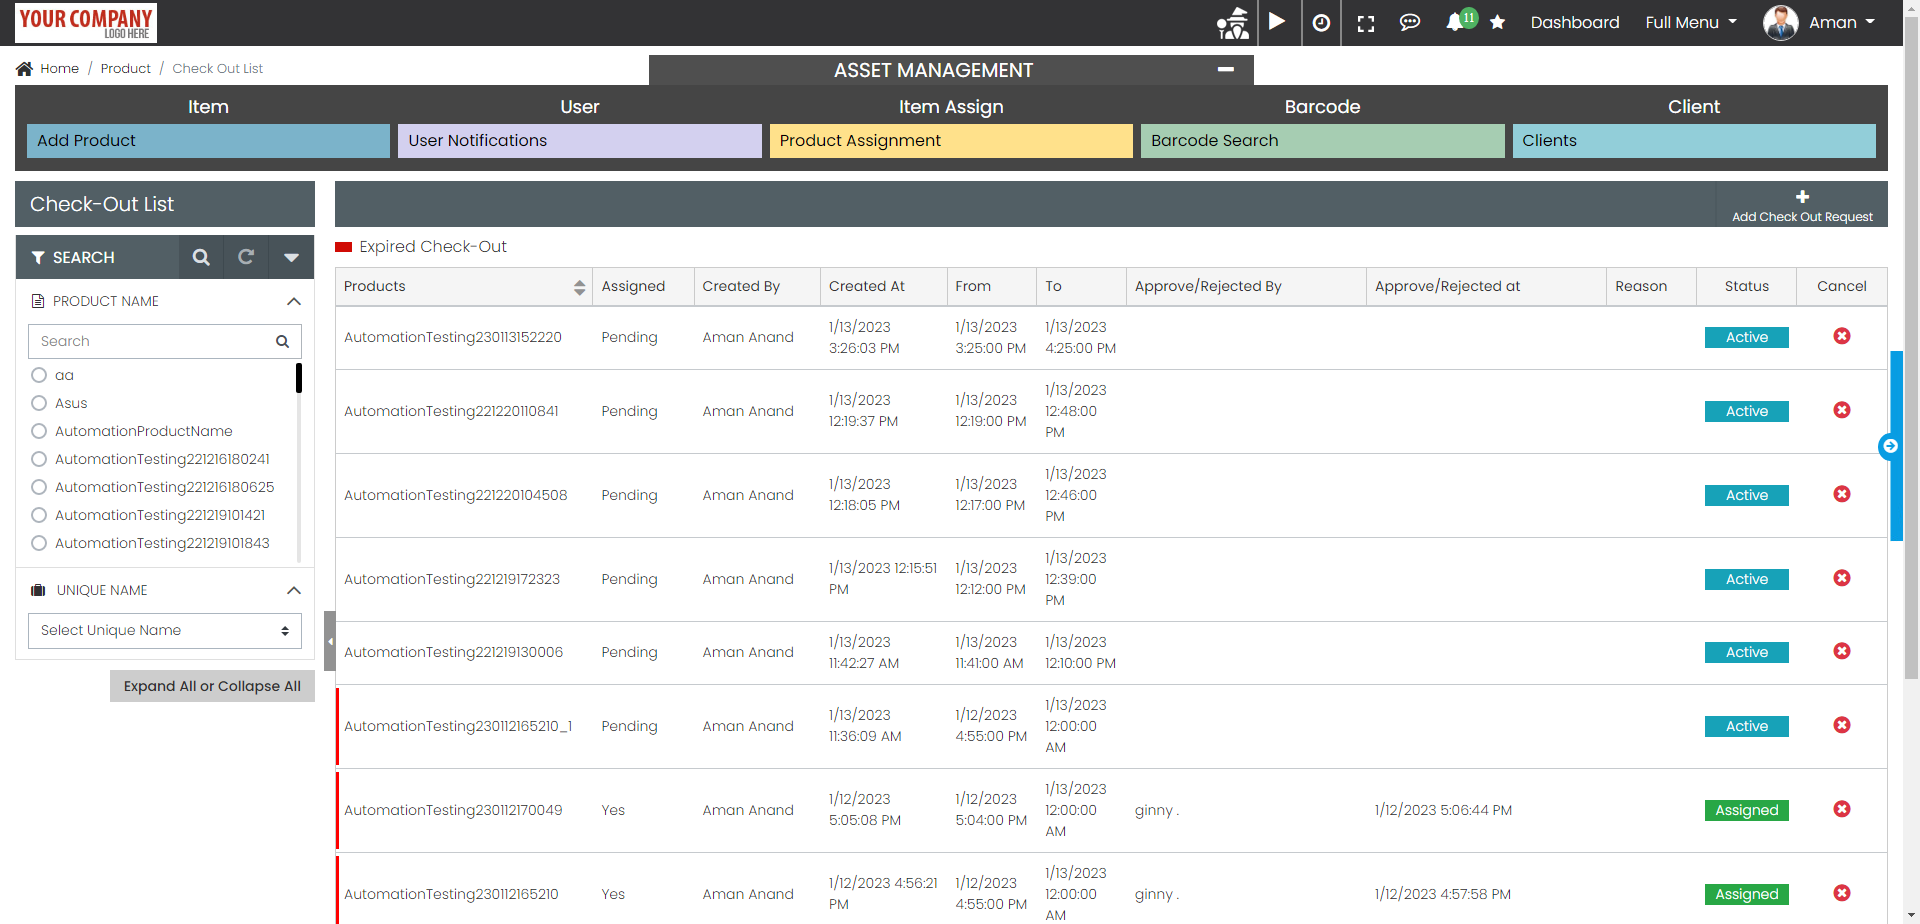 YOUR COMPANY
LOGO HERE
11
Dashboard
Full Menu
Aman
Home / Product / Check Out List
ASSET MANAGEMENT
Item
User
Item Assign
Barcode
Client
Add Product
User Notifications
Product Assignment
Barcode Search
Clients
Check-Out List
Add Check Out Request
SEARCH
PRODUCT NAME
Search
aa
Asus
AutomationProductName
AutomationTesting221216180241
AutomationTesting221216180625
AutomationTesting221219101421
AutomationTesting221219101843
UNIQUE NAME
Select Unique Name
Expand All or Collapse All
Expired Check-Out
Products Assigned Created By Created At From To Approve/Rejected By Approve/Rejected at Reason Status Cancel
AutomationTesting230113152220 Pending Aman Anand 1/13/2023 3:26:03 PM 1/13/2023 3:25:00 PM 1/13/2023 4:25:00 PM Active
AutomationTesting221220110841 Pending Aman Anand 1/13/2023 12:19:37 PM 1/13/2023 12:19:00 PM 1/13/2023 12:48:00 PM Active
AutomationTesting221220104508 Pending Aman Anand 1/13/2023 12:18:05 PM 1/13/2023 12:17:00 PM 1/13/2023 12:46:00 PM Active
AutomationTesting221219172323 Pending Aman Anand 1/13/2023 12:15:51 PM 1/13/2023 12:12:00 PM 1/13/2023 12:39:00 PM Active
AutomationTesting221219130006 Pending Aman Anand 1/13/2023 11:42:27 AM 1/13/2023 11:41:00 AM 1/13/2023 12:10:00 PM Active
AutomationTesting230112165210_1 Pending Aman Anand 1/13/2023 11:36:09 AM 1/12/2023 4:55:00 PM 1/13/2023 12:00:00 AM Active
AutomationTesting230112170049 Yes Aman Anand 1/12/2023 5:05:08 PM 1/12/2023 5:04:00 PM 1/13/2023 12:00:00 AM ginny . 1/12/2023 5:06:44 PM Assigned
AutomationTesting230112165210 Yes Aman Anand 1/12/2023 4:56:21 PM 1/12/2023 4:55:00 PM 1/13/2023 12:00:00 AM ginny . 1/12/2023 4:57:58 PM Assigned